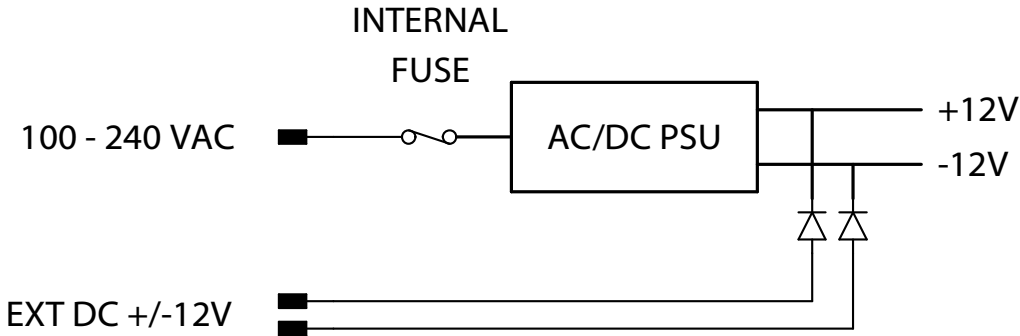 INTERNAL
FUSE
100 - 240 VAC
AC/DC PSU
+12V
-12V
EXT DC +/-12V